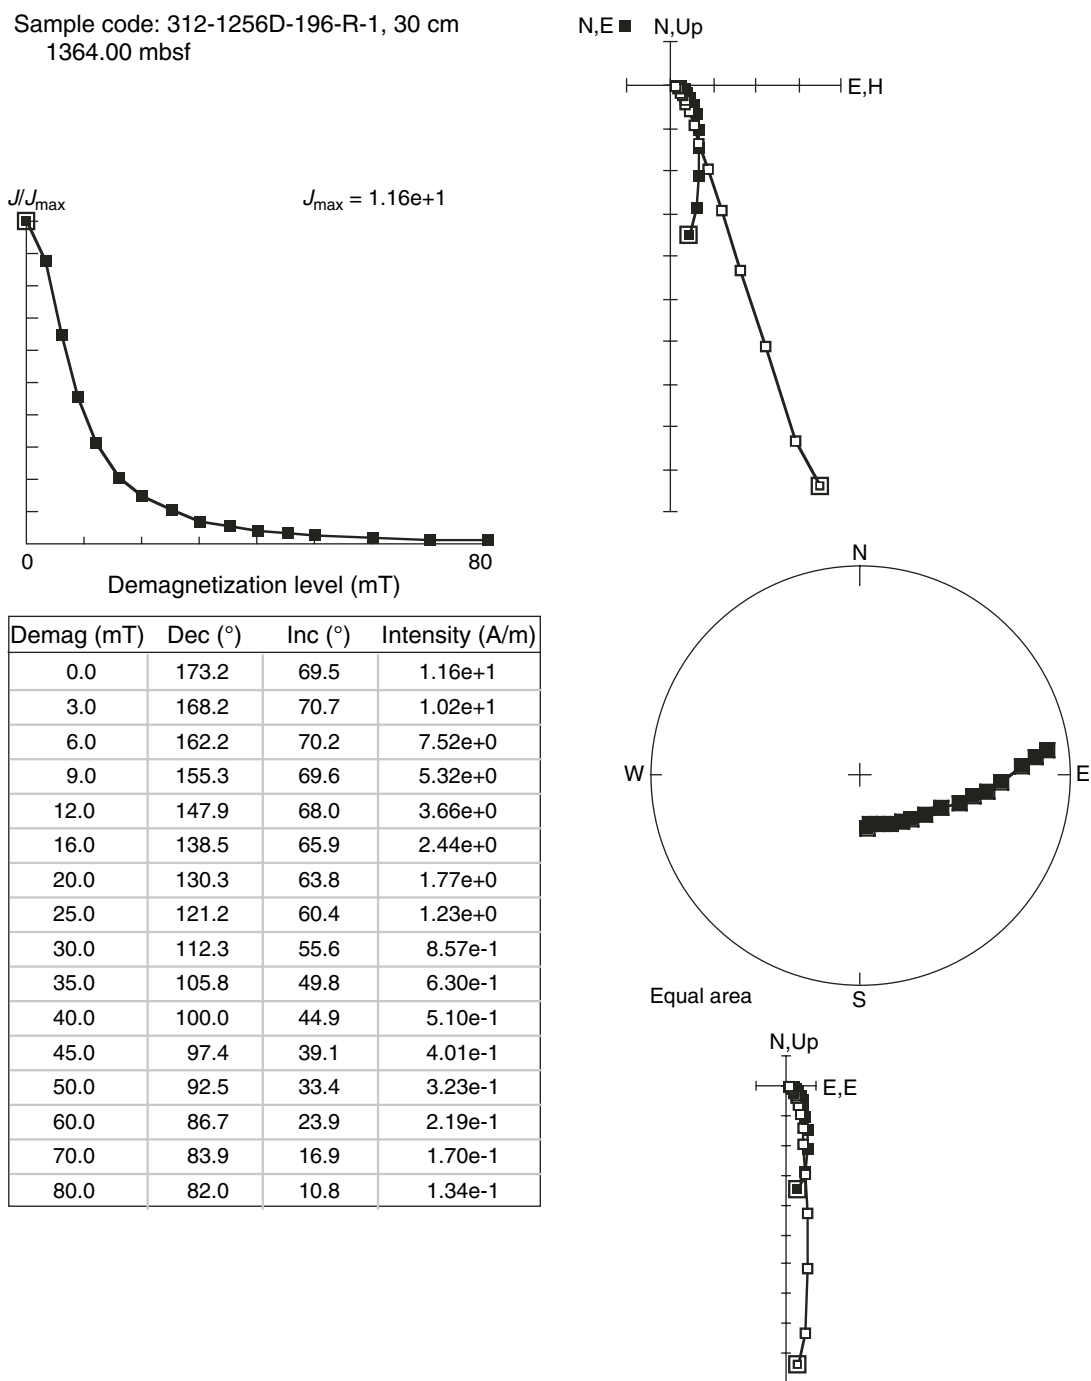 Sample code: 312-1256D-196-R-1, 30 cm
1364.00 mbsf
J/Jmax
Jmax = 1.16e+1
0
80
Demagnetization level (mT)
N,E ■ N,Up
E,H
Demag (mT) Dec (°) Inc (°) Intensity (A/m)
0.0 173.2 69.5 1.16e+1
3.0 168.2 70.7 1.02e+1
6.0 162.2 70.2 7.52e+0
9.0 155.3 69.6 5.32e+0
12.0 147.9 68.0 3.66e+0
16.0 138.5 65.9 2.44e+0
20.0 130.3 63.8 1.77e+0
25.0 121.2 60.4 1.23e+0
30.0 112.3 55.6 8.57e-1
35.0 105.8 49.8 6.30e-1
40.0 100.0 44.9 5.10e-1
45.0 97.4 39.1 4.01e-1
50.0 92.5 33.4 3.23e-1
60.0 86.7 23.9 2.19e-1
70.0 83.9 16.9 1.70e-1
80.0 82.0 10.8 1.34e-1
N
W
E
S
Equal area
N,Up
E,E